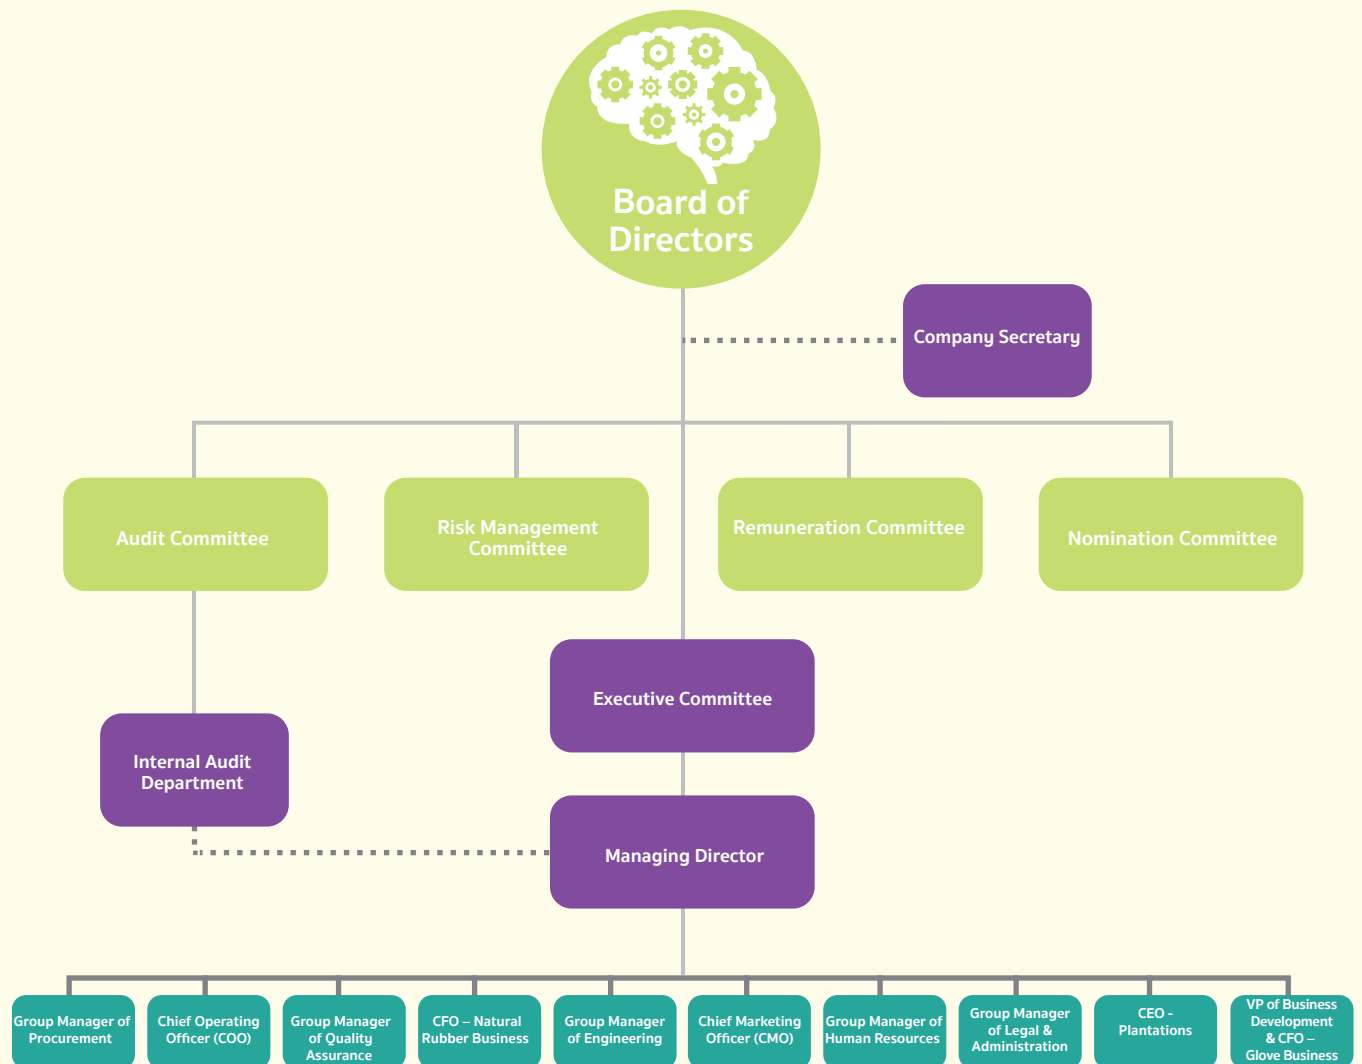 Board of
Directors
Company Secretary
Audit Committee
Risk Management
Committee
Remuneration Committee
Nomination Committee
Executive Committee
Internal Audit
Department
Managing Director
Group Manager of
Procurement
Chief Operating
Officer (COO)
Group Manager
of Quality
Assurance
CFO – Natural
Rubber Business
Group Manager
of Engineering
Chief Marketing
Officer (CMO)
Group Manager of
Human Resources
Group Manager
of Legal &
Administration
CEO -
Plantations
VP of Business
Development
& CFO –
Glove Business